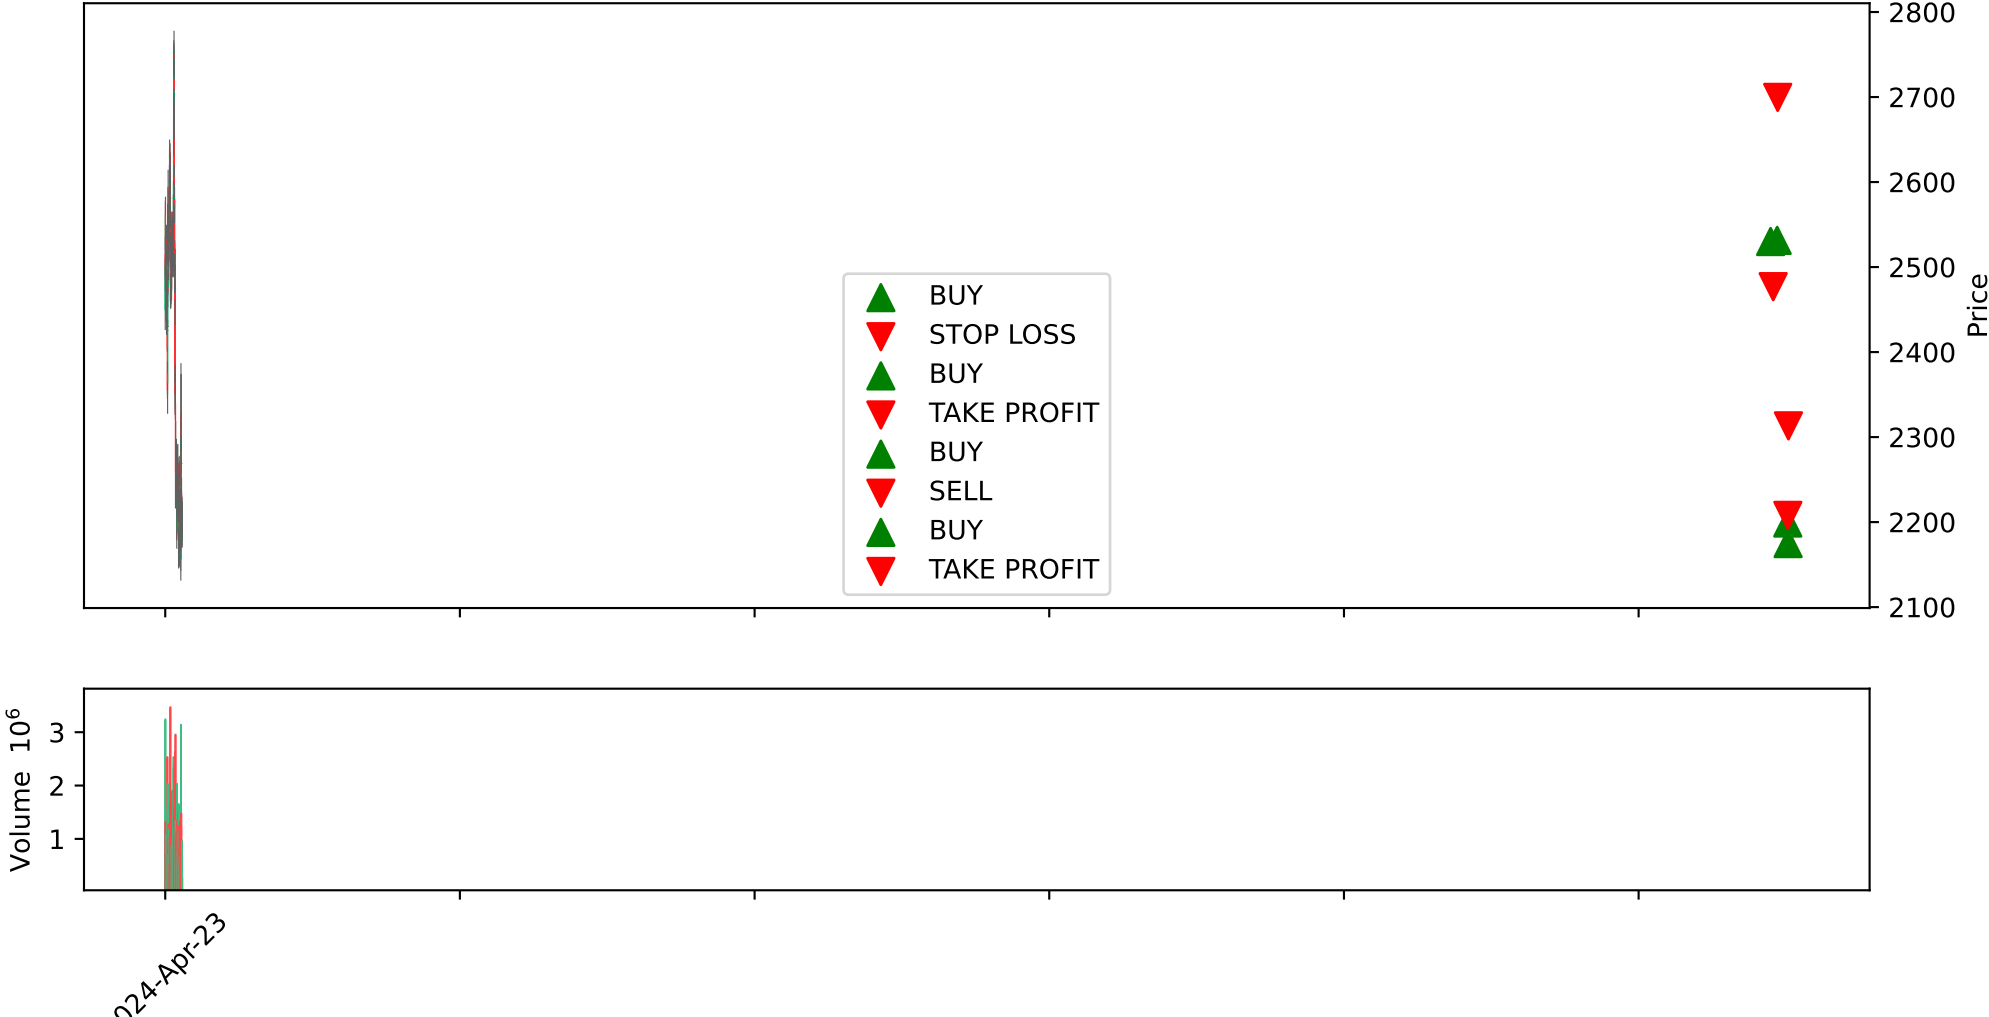 2800
2700
2600
2500
2400
2300
2200
2100
Price
BUY
STOP LOSS
BUY
TAKE PROFIT
BUY
SELL
BUY
TAKE PROFIT
Volume 10⁶
3
2
1
024-Apr-23